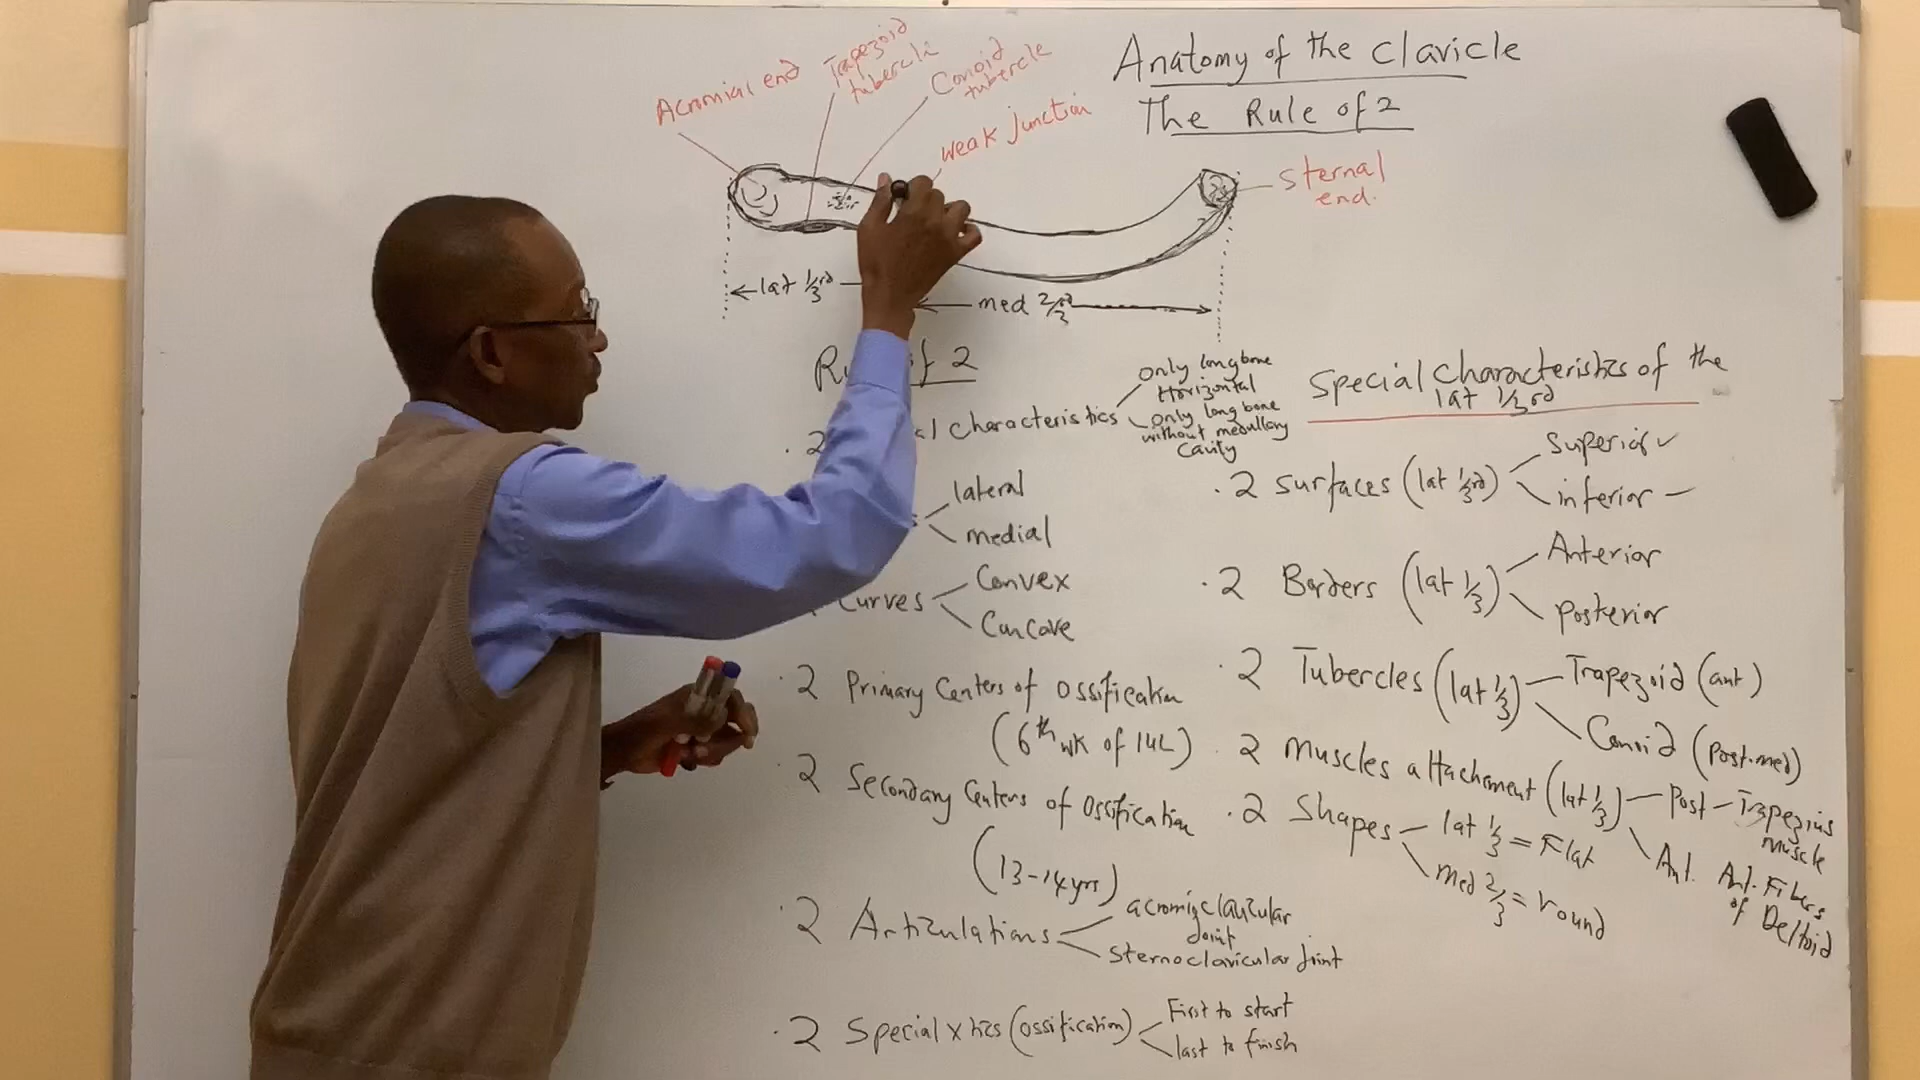 Anatomy of the Clavicle
The Rule of 2
Acromial end
Trapezoid
tubercle
Conoid
tubercle
weak junction
Sternal
end.
lat 1/3rd
med 2/3rd
of 2
characteristics
only long bone
Horizontal
only long bone
without medullary
cavity
lateral
medial
Curves
Convex
Concave
. 2 Primary Centers of Ossification
(6th wk of IUL)
. 2 Secondary Centers of Ossification
(13-14yrs)
. 2 Articulations
acromioclavicular
Joint
Sternoclavicular Joint
. 2 Special xtics (ossification)
First to start
last to finish
Special Characteristics of the
lat 1/3rd
. 2 Surfaces (lat 1/3rd)
Superior
inferior
. 2 Borders (lat 1/3)
Anterior
Posterior
. 2 Tubercles (lat 1/3)
Trapezoid (ant)
Conoid (Post.med)
. 2 Muscles attachment (lat 1/3)
Post - Trapezius
Muscle
Ant. Ant. Fibers
of Deltoid
. 2 Shapes
lat 1/3 = Flat
med 2/3 = round